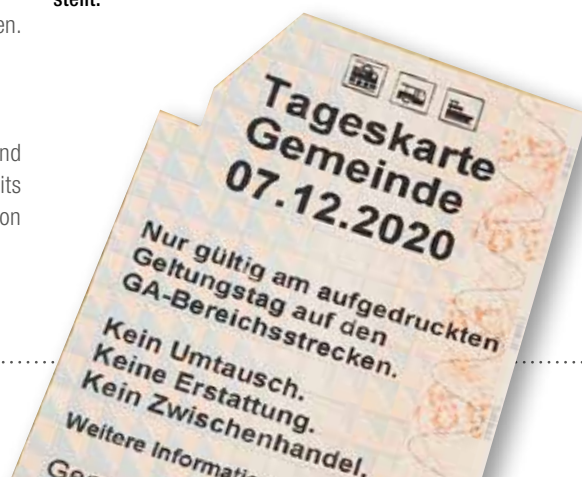 stellt.
en.
nd
its
on
Tageskarte
Gemeinde
07.12.2020
Nur gültig am aufgedruckten
Geltungstag auf den
GA-Bereichsstrecken.
Kein Umtausch.
Keine Erstattung.
Kein Zwischenhandel.
Weitere Informatio